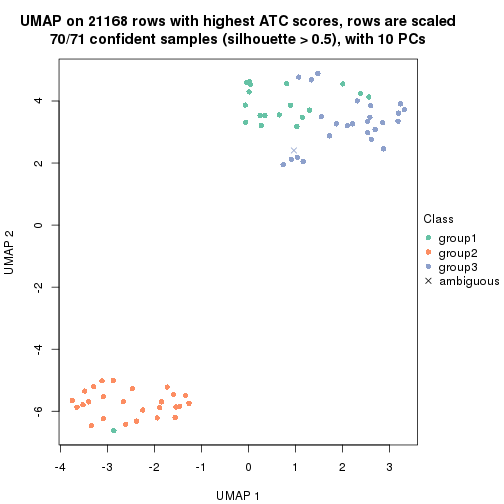 UMAP on 21168 rows with highest ATC scores, rows are scaled
70/71 confident samples (silhouette > 0.5), with 10 PCs
4
2
0
-2
-4
-6
UMAP 2
-4
-3
-2
-1
0
1
2
3
UMAP 1
Class
group1
group2
group3
ambiguous